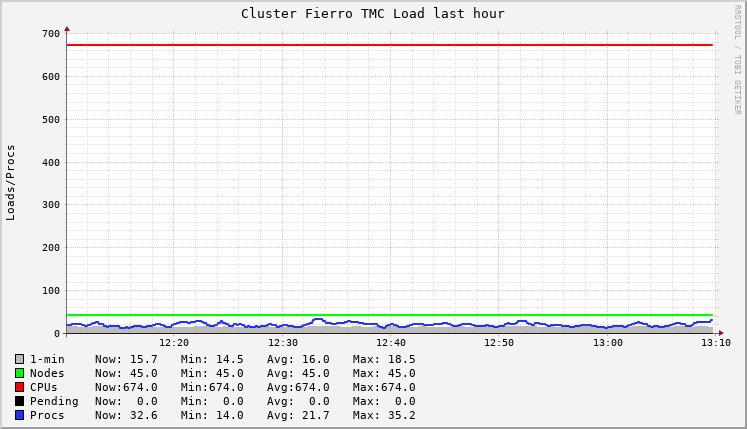 Cluster Fierro TMC Load last hour
RRDTOOL / TOBI OETIKER
Loads/Procs
700
600
500
400
300
200
100
0
12:20 12:30 12:40 12:50 13:00 13:10
1-min Now: 15.7 Min: 14.5 Avg: 16.0 Max: 18.5
Nodes Now: 45.0 Min: 45.0 Avg: 45.0 Max: 45.0
CPUs Now:674.0 Min:674.0 Avg:674.0 Max:674.0
Pending Now: 0.0 Min: 0.0 Avg: 0.0 Max: 0.0
Procs Now: 32.6 Min: 14.0 Avg: 21.7 Max: 35.2